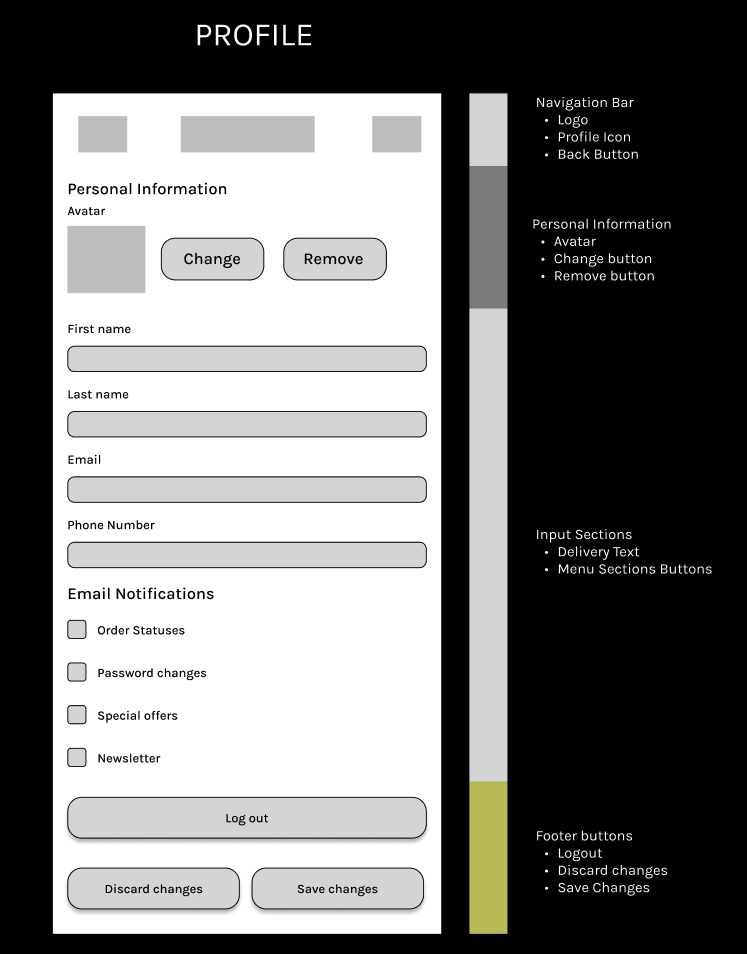 PROFILE
Personal Information
Avatar
Change
Remove
First name
Last name
Email
Phone Number
Email Notifications
Order Statuses
Password changes
Special offers
Newsletter
Log out
Discard changes
Save changes
Navigation Bar
• Logo
• Profile Icon
• Back Button
Personal Information
• Avatar
• Change button
• Remove button
Input Sections
• Delivery Text
• Menu Sections Buttons
Footer buttons
• Logout
• Discard changes
• Save Changes